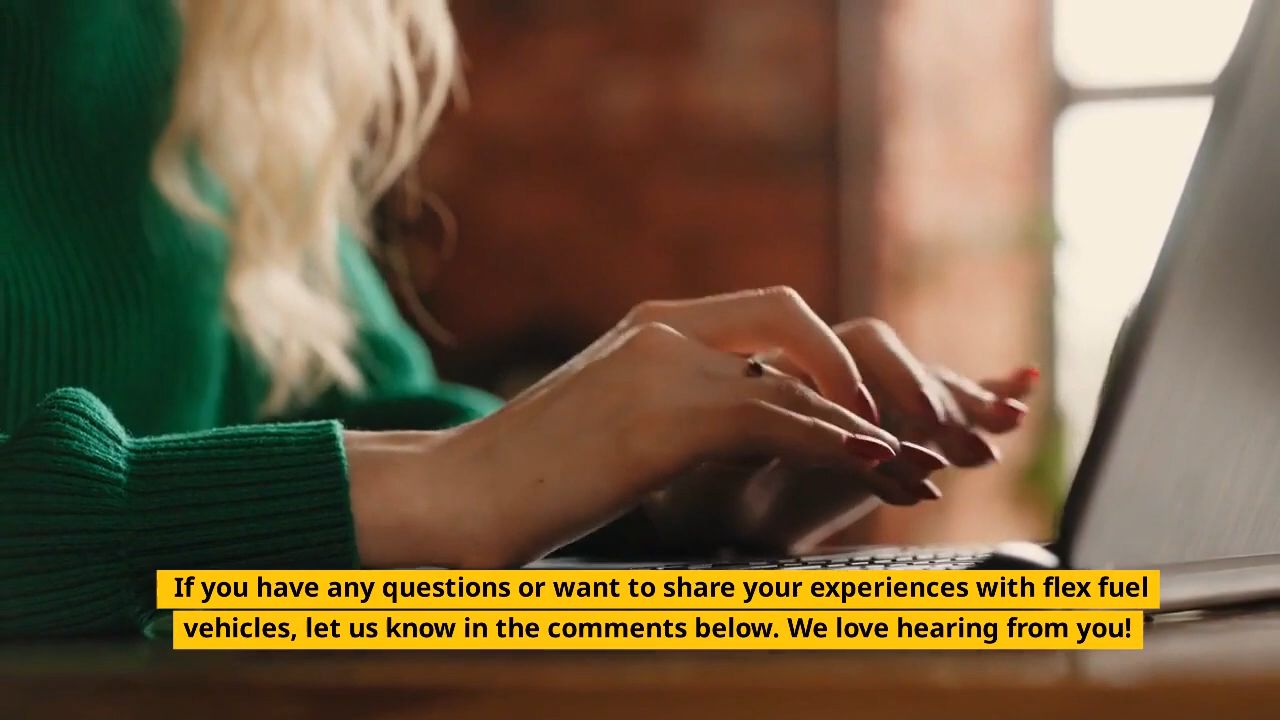 If you have any questions or want to share your experiences with flex fuel
vehicles, let us know in the comments below. We love hearing from you!